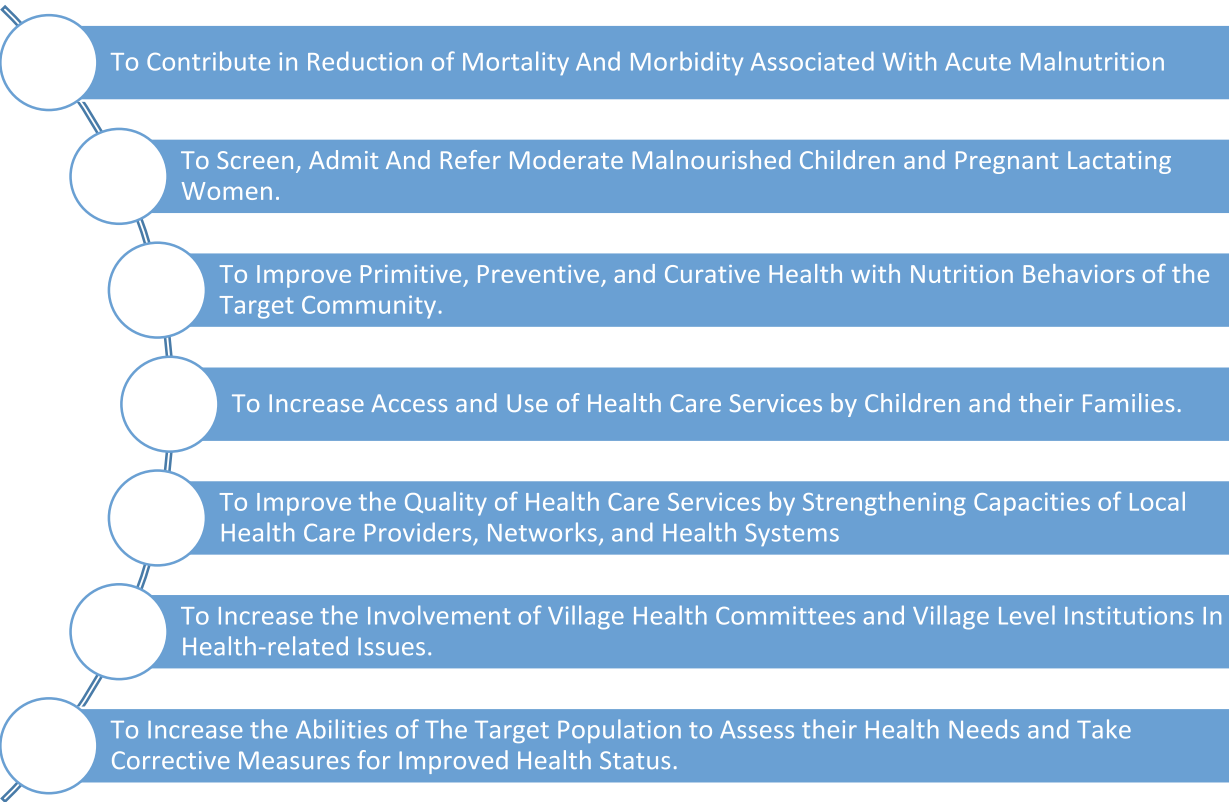 To Contribute in Reduction of Mortality And Morbidity Associated With Acute Malnutrition
To Screen, Admit And Refer Moderate Malnourished Children and Pregnant Lactating
Women.
To Improve Primitive, Preventive, and Curative Health with Nutrition Behaviors of the
Target Community.
To Increase Access and Use of Health Care Services by Children and their Families.
To Improve the Quality of Health Care Services by Strengthening Capacities of Local
Health Care Providers, Networks, and Health Systems
To Increase the Involvement of Village Health Committees and Village Level Institutions In
Health-related Issues.
To Increase the Abilities of The Target Population to Assess their Health Needs and Take
Corrective Measures for Improved Health Status.